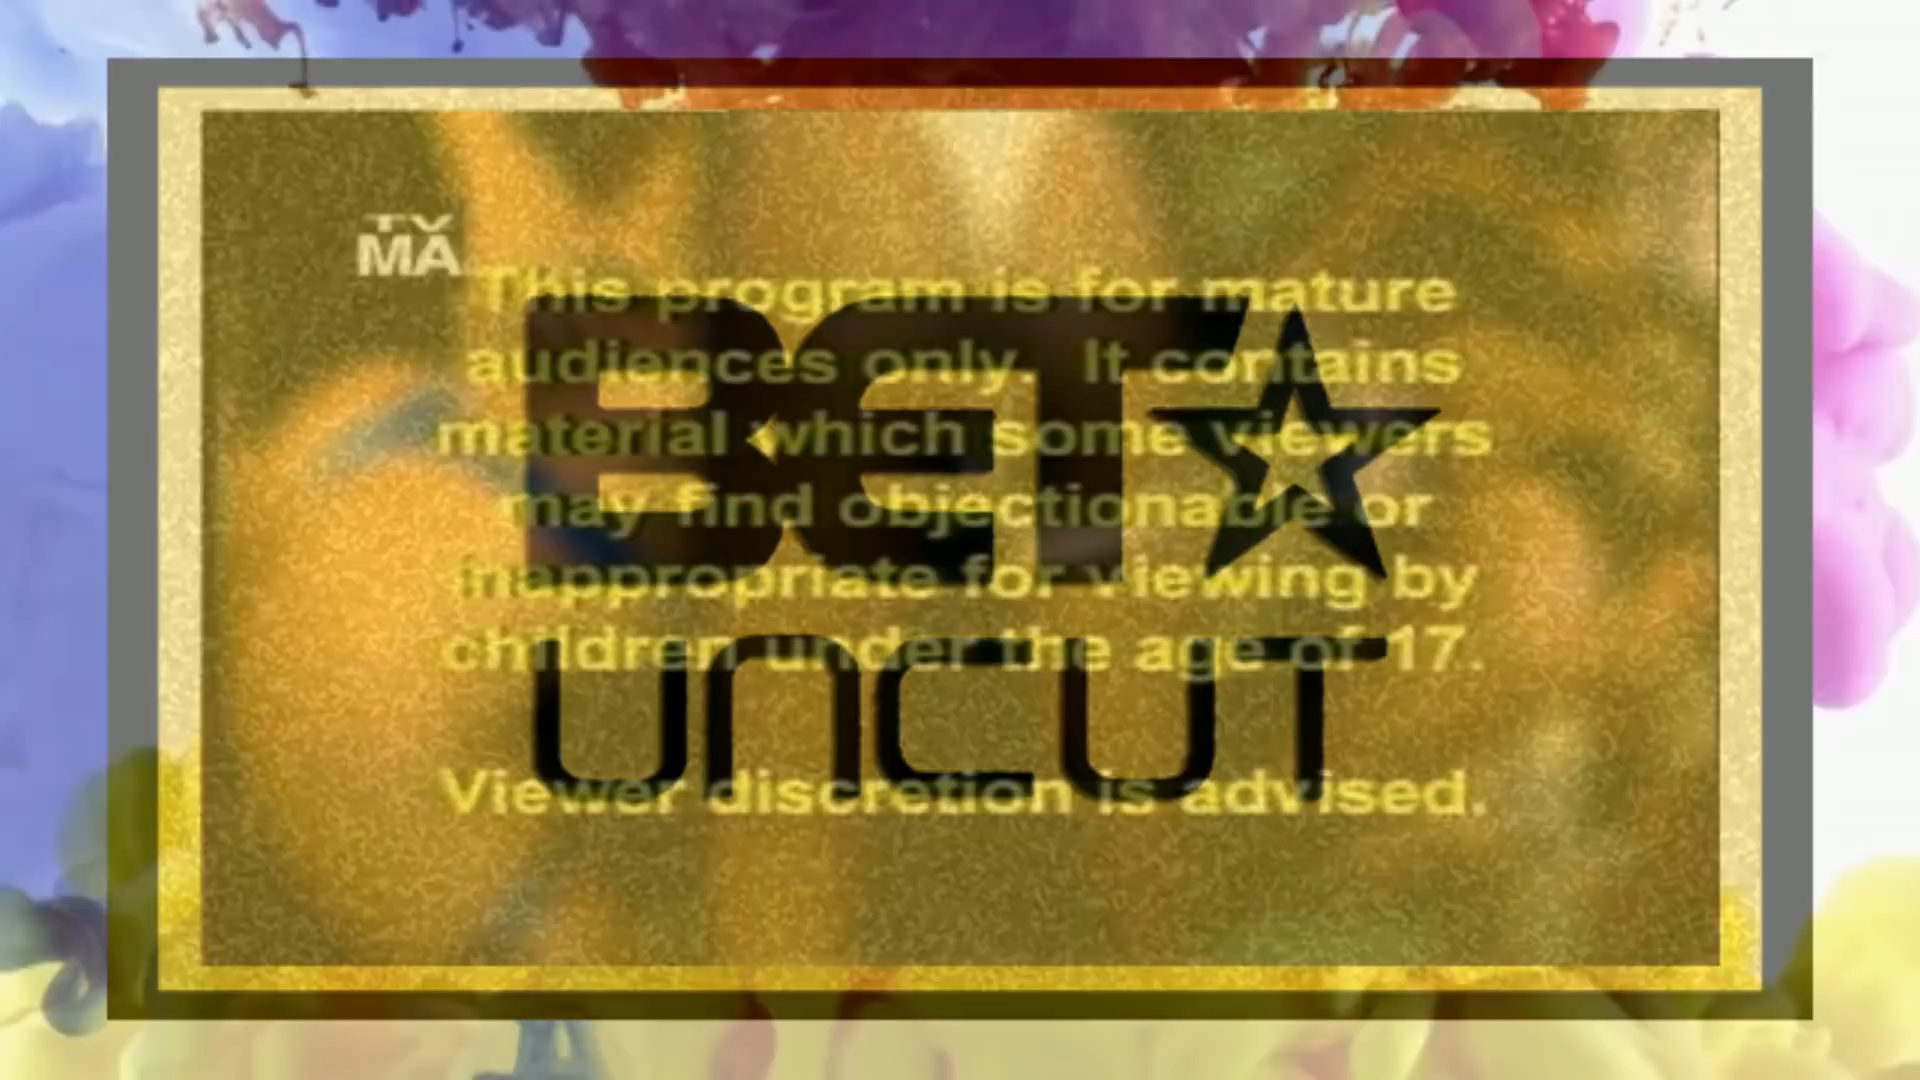 TV
MA
This program is for mature
audiences only. It contains
material which some viewers
may find objectionable or
inappropriate for viewing by
children under the age of 17.
Viewer discretion is advised.
BET
UNCUT